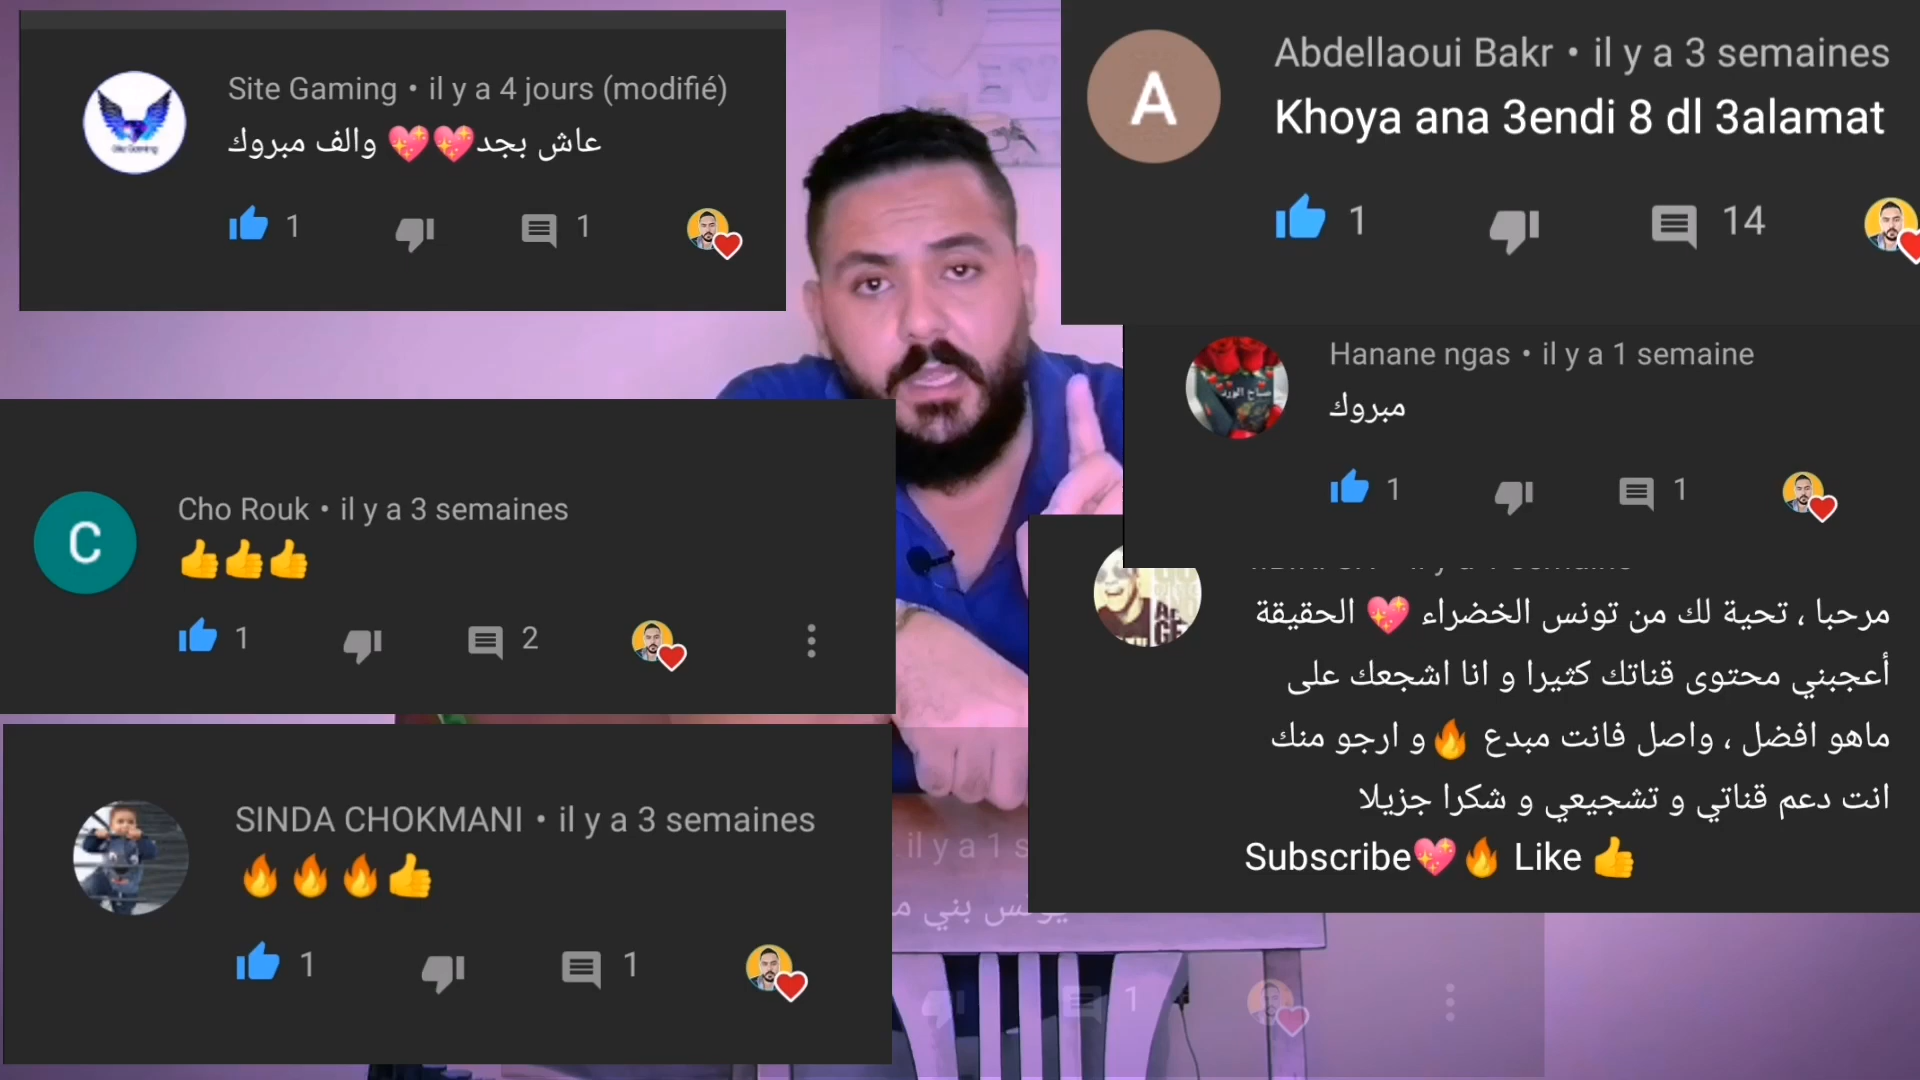 Site Gaming • il y a 4 jours (modifié)
عاش بجد💖💖 والف مبروك
1
1
Abdellaoui Bakr • il y a 3 semaines
Khoya ana 3endi 8 dl 3alamat
1
14
Hanane ngas • il y a 1 semaine
مبروك
1
1
Cho Rouk • il y a 3 semaines
👍👍👍
1
2
مرحبا ، تحية لك من تونس الخضراء 💖 الحقيقة
أعجبني محتوى قناتك كثيرا و انا اشجعك على
ماهو افضل ، واصل فانت مبدع 🔥و ارجو منك
انت دعم قناتي و تشجيعي و شكرا جزيلا
Subscribe💖🔥 Like 👍
SINDA CHOKMANI • il y a 3 semaines
🔥🔥🔥👍
1
1
il y a 1 s
بني
1